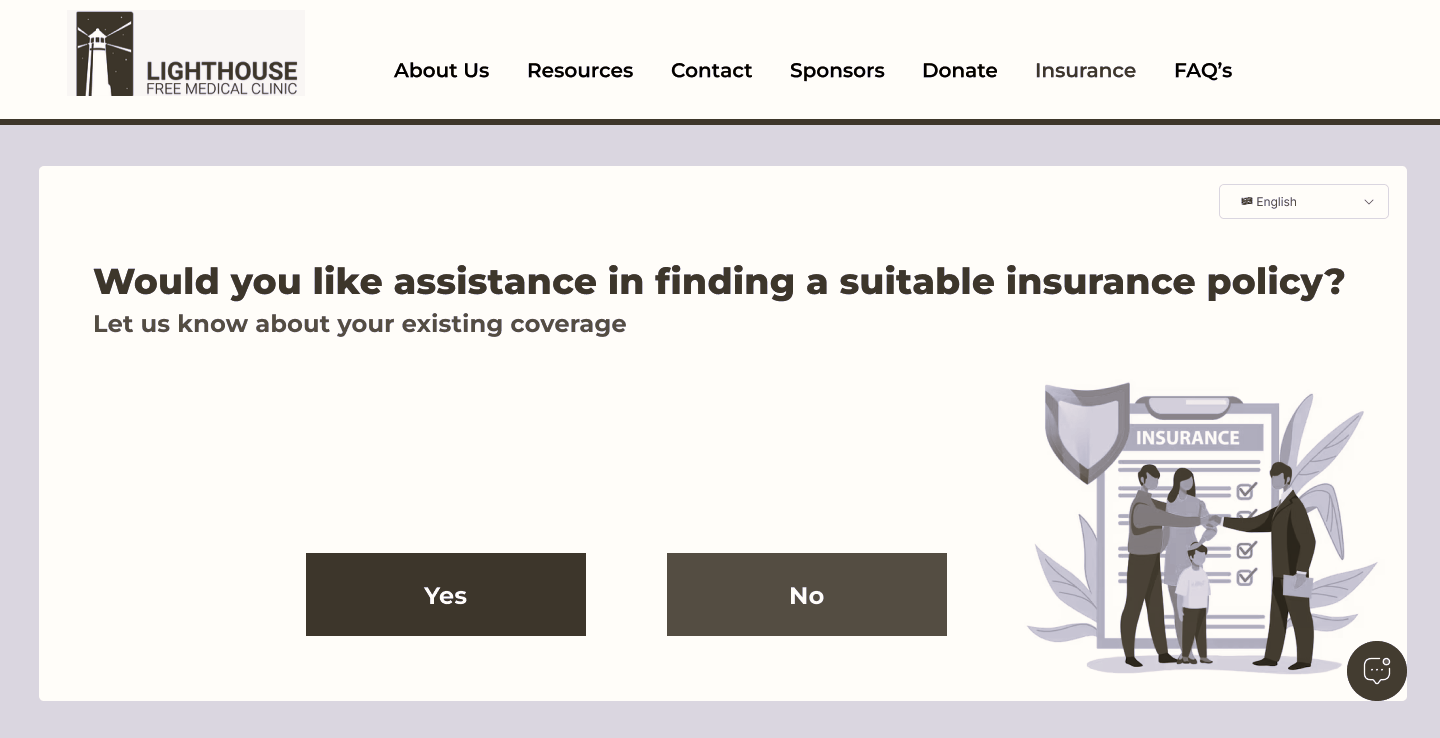 LIGHTHOUSE
FREE MEDICAL CLINIC
About Us
Resources
Contact
Sponsors
Donate
Insurance
FAQ’s
English
Would you like assistance in finding a suitable insurance policy?
Let us know about your existing coverage
INSURANCE
Yes
No